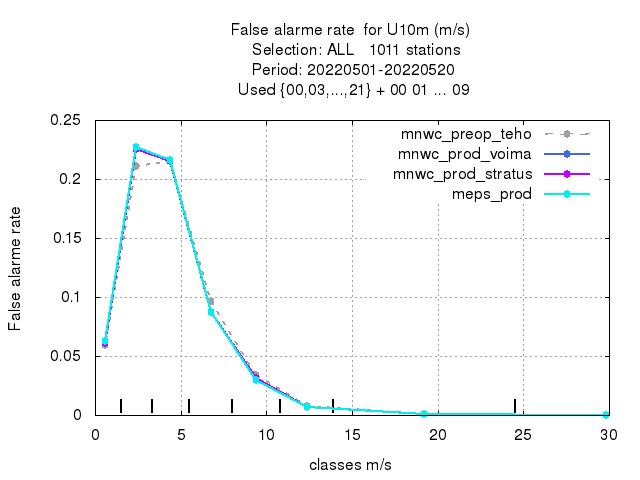 False alarme rate  for U10m (m/s)
Selection: ALL   1011 stations
Period: 20220501-20220520
Used {00,03,...,21} + 00 01 ... 09
mnwc_preop_teho
mnwc_prod_voima
mnwc_prod_stratus
meps_prod
False alarme rate
0.25
0.2
0.15
0.1
0.05
0
0 5 10 15 20 25 30
classes m/s